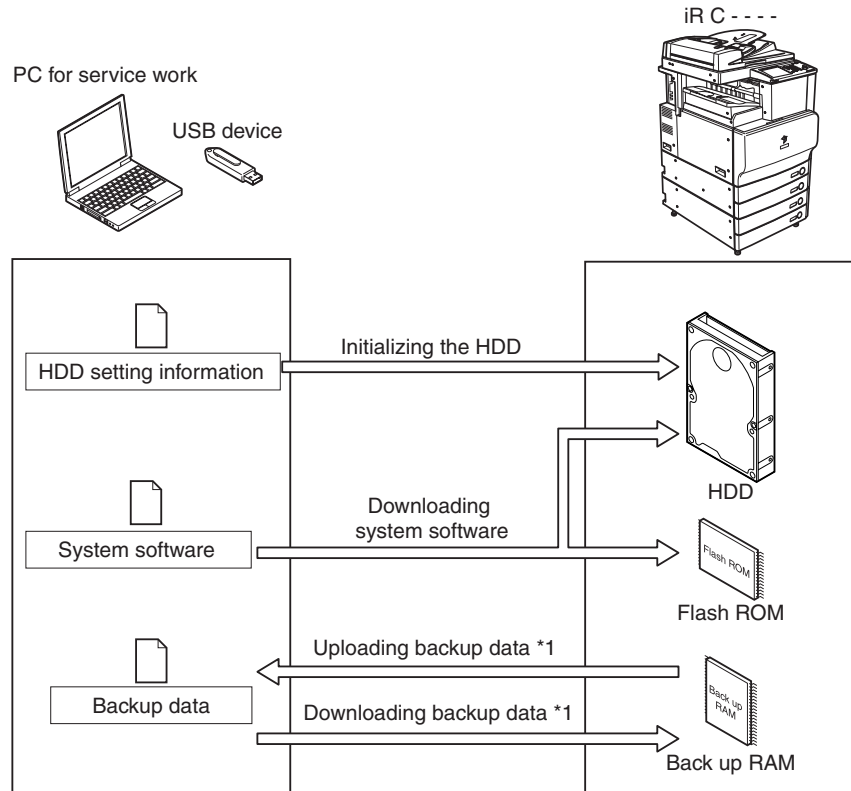 iR C - - - -
PC for service work
USB device
Initializing the HDD
HDD setting information
HDD
Downloading
system software
System software
Flash ROM
Flash ROM
Uploading backup data *1
Backup data
Back up
RAM
Downloading backup data *1
Back up RAM